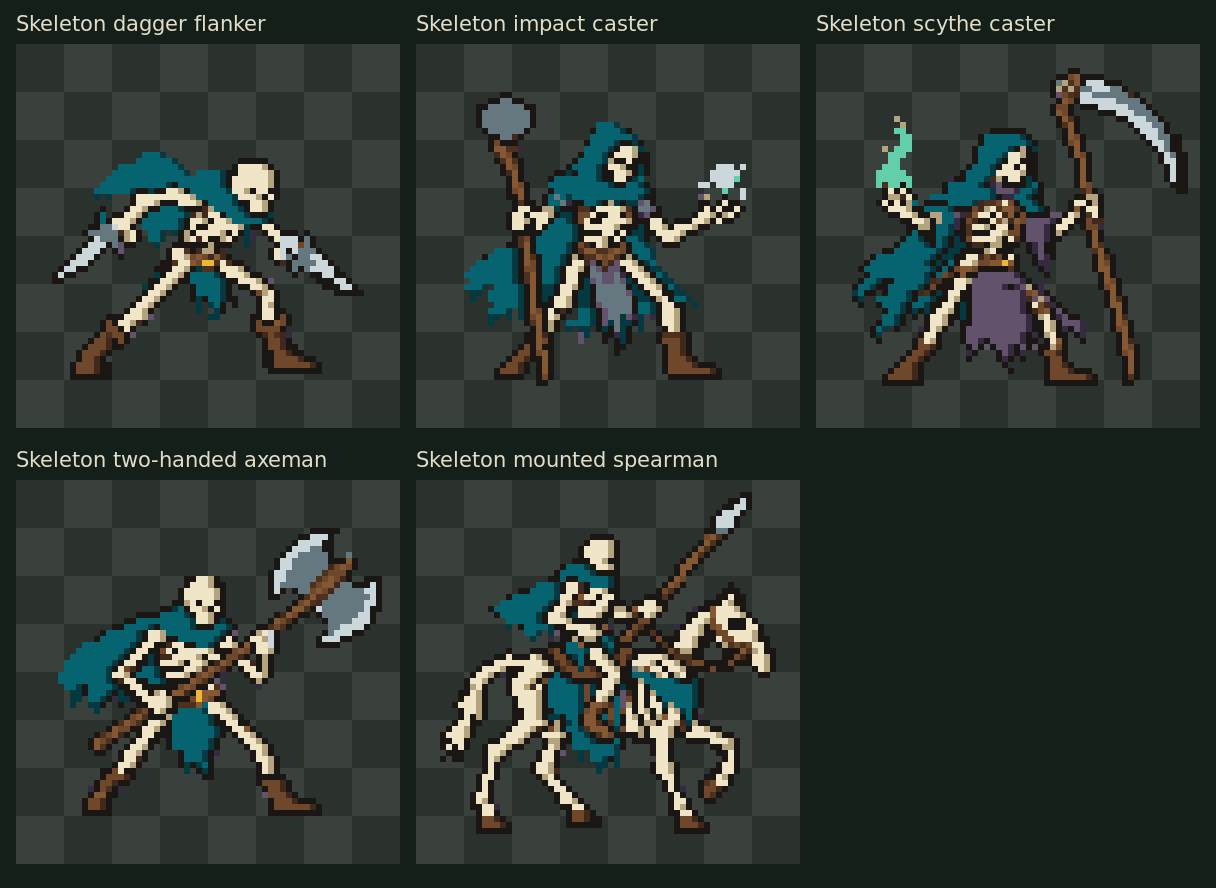 Skeleton dagger flanker
Skeleton impact caster
Skeleton scythe caster
Skeleton two-handed axeman
Skeleton mounted spearman